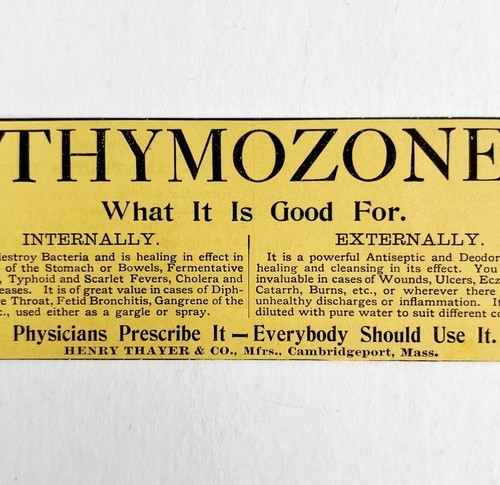 THYMOZONE
What It Is Good For.
INTERNALLY.
destroy Bacteria and is healing in effect in
of the Stomach or Bowels, Fermentative
Typhoid and Scarlet Fevers, Cholera and
eases. It is of great value in cases of Diph-
re Throat, Fetid Bronchitis, Gangrene of the
c., used either as a gargle or spray.
EXTERNALLY.
It is a powerful Antiseptic and Deodor
healing and cleansing in its effect. You
invaluable in cases of Wounds, Ulcers, Ecz
Catarrh, Burns, etc., or wherever there
unhealthy discharges or inflammation.
diluted with pure water to suit different co
Physicians Prescribe It — Everybody Should Use It.
HENRY THAYER & CO., Mfrs., Cambridgeport, Mass.